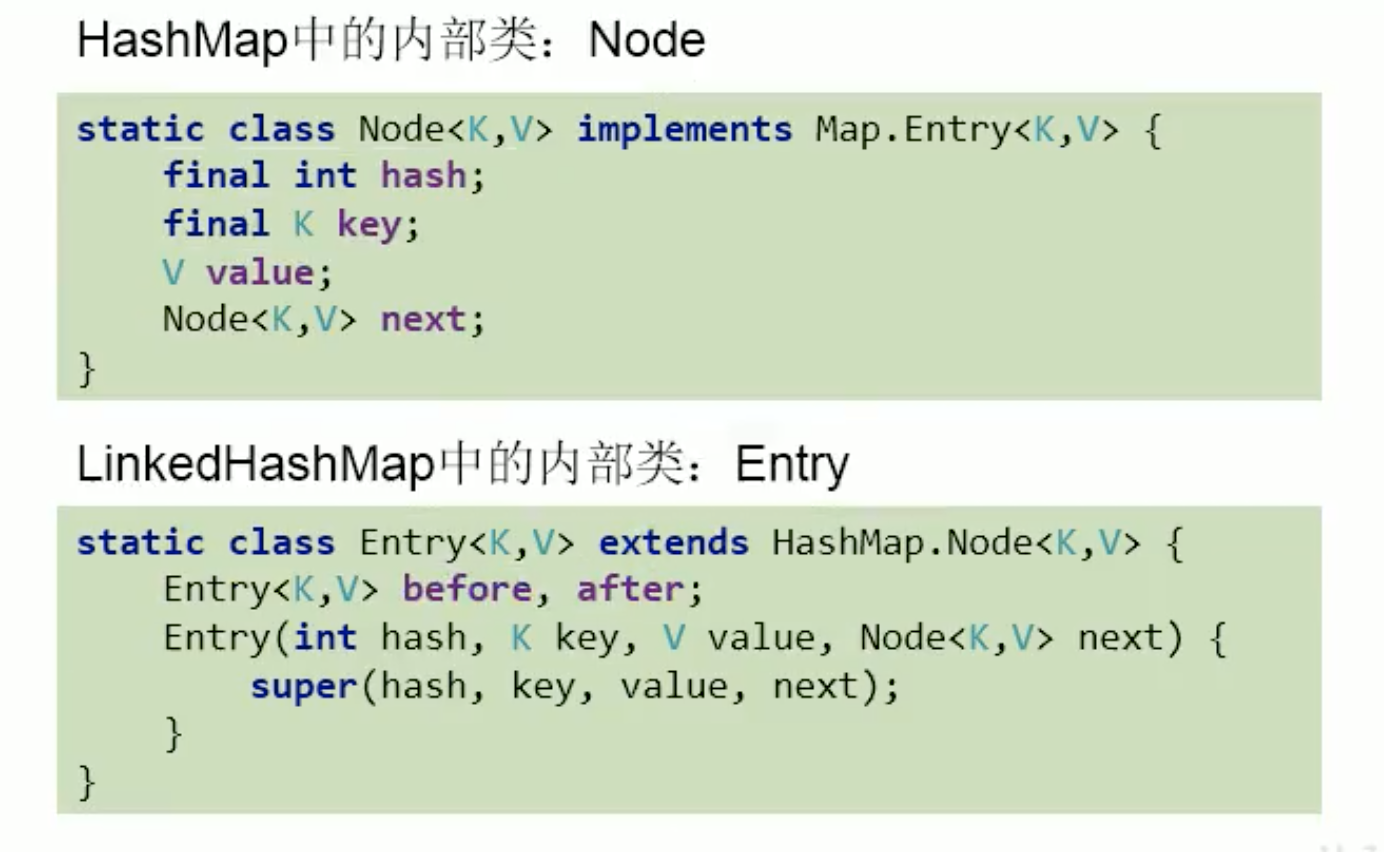 HashMap中的内部类：Node
static class Node<K,V> implements Map.Entry<K,V> {
    final int hash;
    final K key;
    V value;
    Node<K,V> next;
}
LinkedHashMap中的内部类：Entry
static class Entry<K,V> extends HashMap.Node<K,V> {
    Entry<K,V> before, after;
    Entry(int hash, K key, V value, Node<K,V> next) {
        super(hash, key, value, next);
    }
}